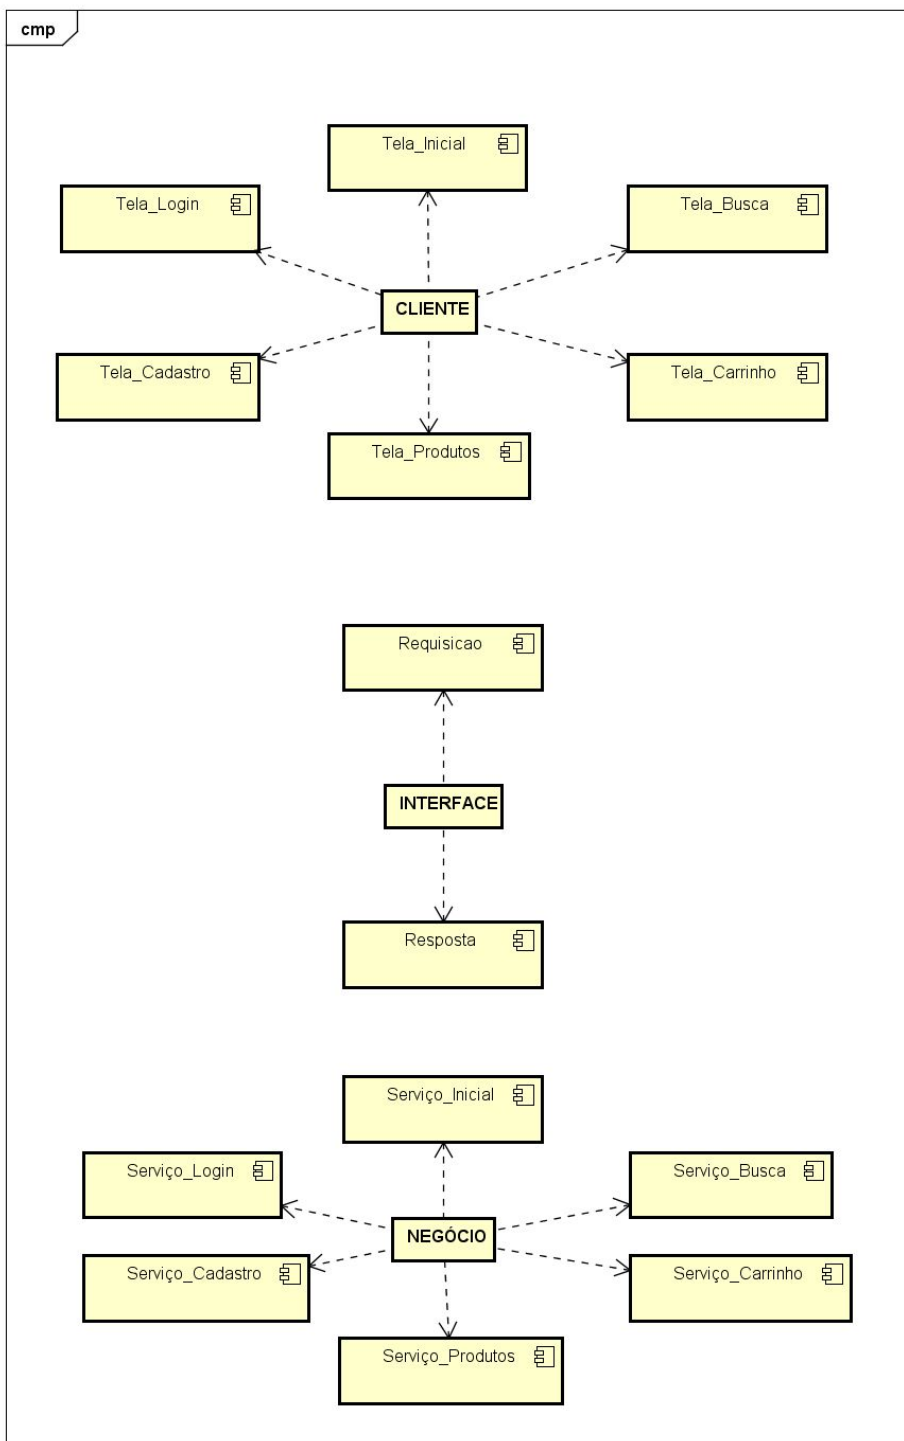 cmp
Tela_Inicial
Tela_Login
Tela_Busca
CLIENTE
Tela_Cadastro
Tela_Carrinho
Tela_Produtos
Requisicao
INTERFACE
Resposta
Serviço_Inicial
Serviço_Login
Serviço_Busca
NEGÓCIO
Serviço_Cadastro
Serviço_Carrinho
Serviço_Produtos